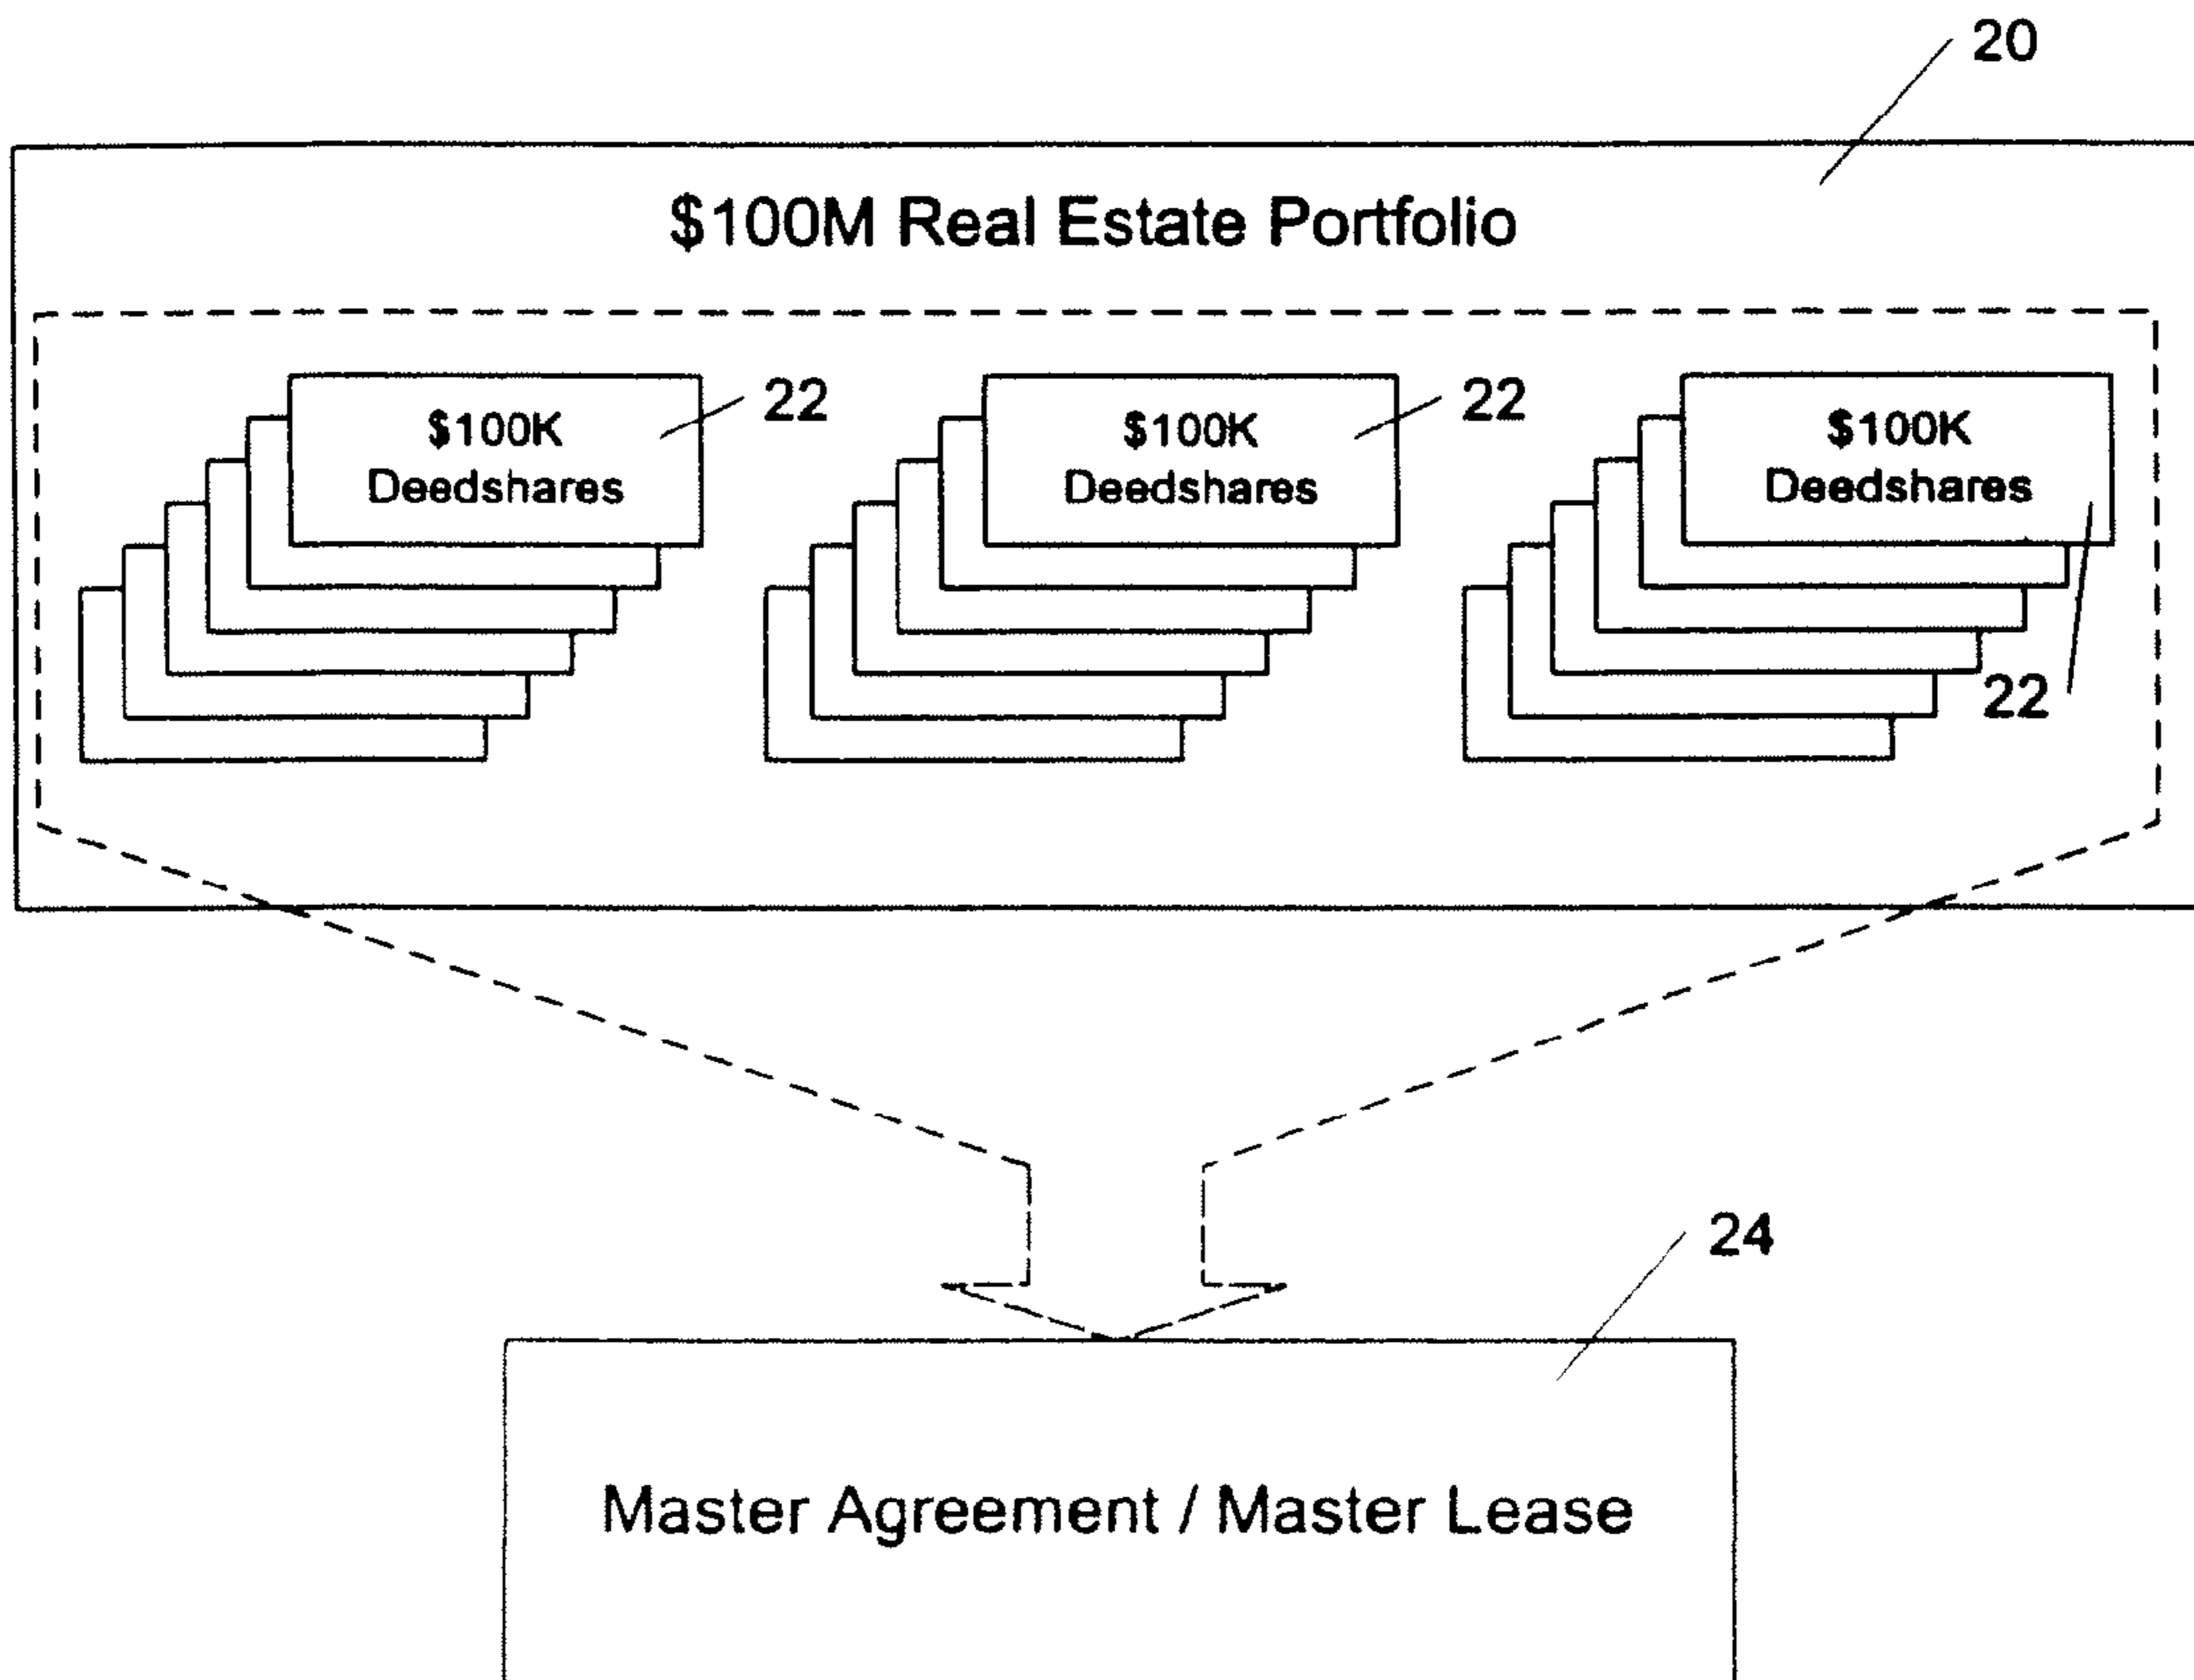 20
$100M Real Estate Portfolio
$100K
Deedshares
22
$100K
Deedshares
22
$100K
Deedshares
22
24
Master Agreement / Master Lease